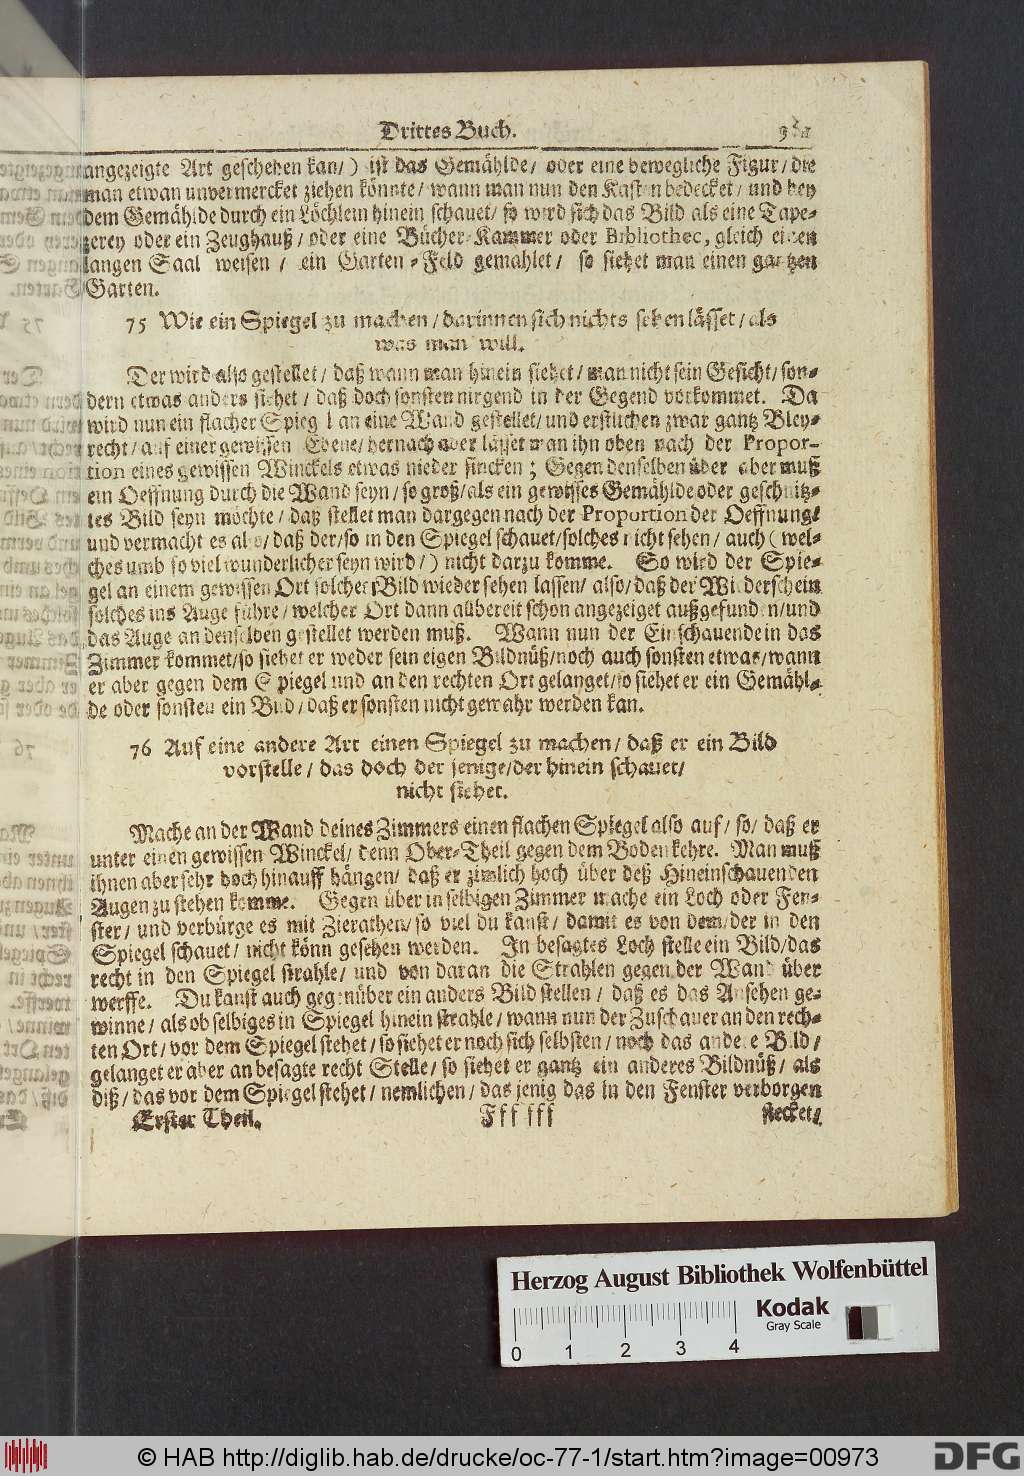 Drittes Buch.
angezeigte Art geschehen kan/) ist das Gemählde/ oder eine bewegliche Figur/ die
man etwan unvermercket ziehen könnte/ wann man nun den Kasten bedecket/ und bey
dem Gemählde durch ein Löchlein hinein schauet/ so wird sich das Bild als eine Tape-
zerey oder ein Zeughauß/ oder eine Bücher-Kammer oder Bibliothec, gleich einen
langen Saal weisen/ ein Garten-Feld gemahlet/ so siehet man einen gantzen
Garten.
75 Wie ein Spiegel zu machen/ darinnen sich nichts sehen lässet/ als
was man will.
Der wird also gestellet/ daß wann man hinein siehet/ man nicht sein Gesicht/ son-
dern etwas anders siehet/ daß doch sonsten nirgend in der Gegend vorkommet. Da
wird nun ein flacher Spiegel an eine Wand gestellet/ und erstlichen zwar gantz Bley-
recht/ auf einer gewissen Ebene/ hernach aber lässet man ihn oben nach der Propor-
tion eines gewissen Winckels etwas nieder sincken; Gegen denselben über aber muß
ein Oeffnung durch die Wand seyn/ so groß/ als ein gewisses Gemählde oder geschnitz-
tes Bild seyn möchte/ daß stellet man dargegen nach der Proportion der Oeffnung/
und vermacht es also/ daß der/ so in den Spiegel schauet/ solches nicht sehen/ auch (wel-
ches umb so viel wunderlicher seyn wird/) nicht darzu komme. So wird der Spie-
gel an einem gewissen Ort solches Bild wieder sehen lassen/ also/ daß der Widerschein
solches ins Auge führe/ welcher Ort dann allbereit schon angezeiget außgefunden/ und
das Auge an denselben gestellet werden muß. Wann nun der Einschauende in das
Zimmer kommet/ so siehet er weder sein eigen Bildnüß/ noch auch sonsten etwas/ wann
er aber gegen dem Spiegel und an den rechten Ort gelanget/ so siehet er ein Gemähl-
de oder sonsten ein Bild/ daß er sonsten nicht gewahr werden kan.
76 Auf eine andere Art einen Spiegel zu machen/ daß er ein Bild
vorstelle/ das doch der jenige/ der hinein schauet/
nicht siehet.
Mache an der Wand deines Zimmers einen flachen Spiegel also auf/ so/ daß er
unter einen gewissen Winckel/ denn Ober-Theil gegen dem Boden kehre. Man muß
ihnen aber sehr doch hinauff hängen/ daß er zimlich hoch über deß Hineinschauenden
Augen zu stehen komme. Gegen über in selbigen Zimmer mache ein Loch oder Fen-
ster/ und verbürge es mit Zierathen/ so viel du kanst/ damit es von dem/ der in den
Spiegel schauet/ nicht könn gesehen werden. In besagtes Loch stelle ein Bild/ das
recht in den Spiegel strahle/ und von daran die Strahlen gegen der Wand über
werffe. Du kanst auch gegenüber ein anders Bild stellen/ daß es das Ansehen ge-
winne/ als ob selbiges in Spiegel hinein strahle/ wann nun der Zuschauer an den rech-
ten Ort/ vor dem Spiegel stehet/ so siehet er noch sich selbsten/ noch das andere Bild/
gelanget er aber an besagte recht Stelle/ so siehet er gantz ein anderes Bildnüß/ als
diß/ das vor dem Spiegel stehet/ nemlichen/ das jenig das in den Fenster verborgen
Erster Theil. Fff fff stecket/
Herzog August Bibliothek Wolfenbüttel
Kodak
Gray Scale
0 1 2 3 4
© HAB http://diglib.hab.de/drucke/oc-77-1/start.htm?image=00973
DFG